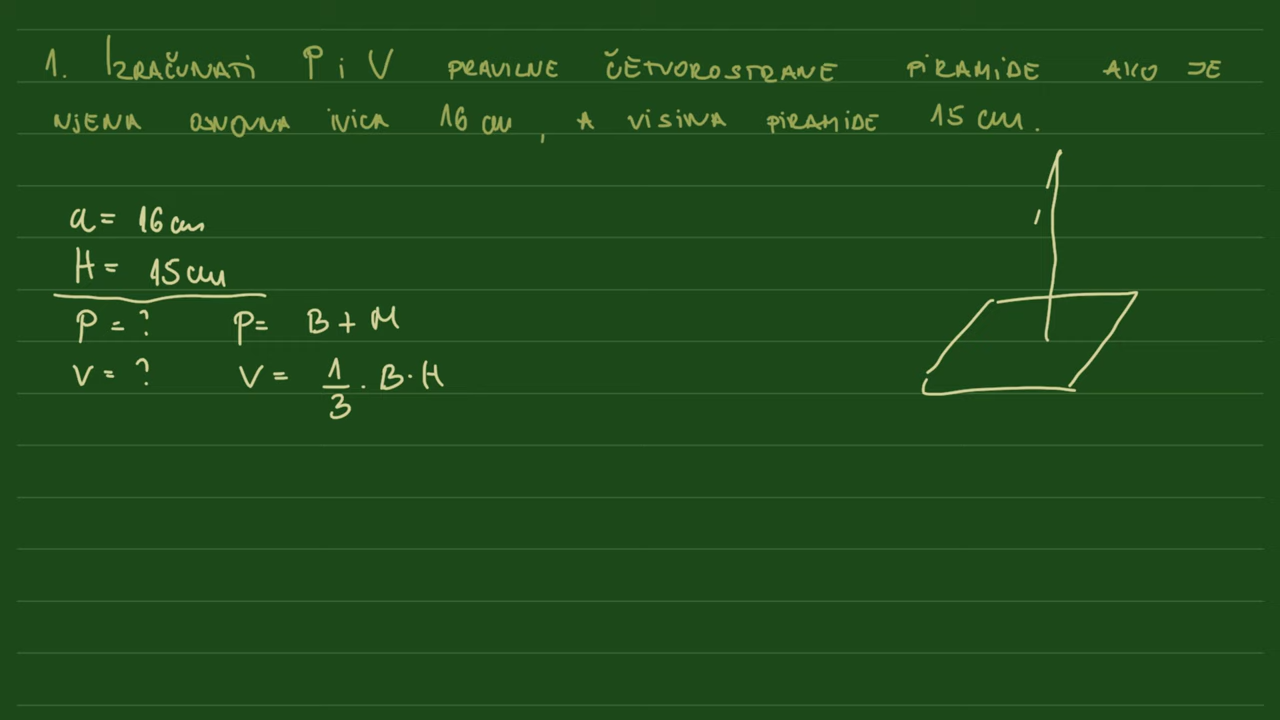 1. IZRAČUNATI P i V PRAVILNE ČETVOROSTRANE PIRAMIDE AKO JE
NJENA OSNOVNA IVICA 16 cm, A VISINA PIRAMIDE 15 cm.
a = 16 cm
H = 15 cm
P = ? P = B + M
V = ? V = 1/3 · B · H